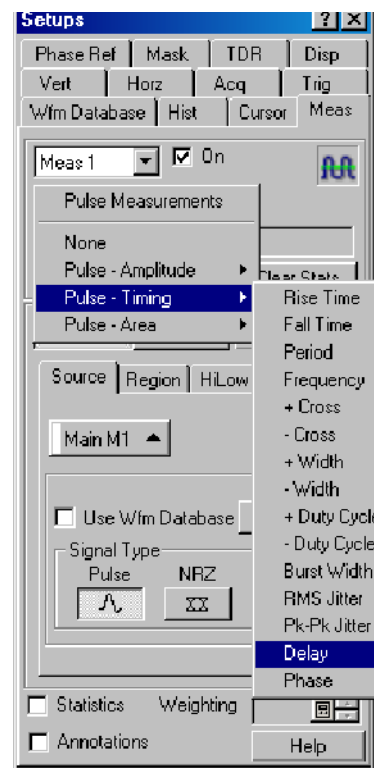 Setups
Phase Ref Mask TDR Disp
Vert Horz Acq Trig
Wfm Database Hist Cursor Meas
Meas 1 On
Pulse Measurements
None
Pulse - Amplitude
Clear Stats
Pulse - Timing
Pulse - Area
Rise Time
Fall Time
Period
Frequency
+ Cross
- Cross
+ Width
- Width
+ Duty Cycle
- Duty Cycle
Burst Width
RMS Jitter
Pk-Pk Jitter
Delay
Phase
Source Region HiLow
Main M1
Use Wfm Database
Signal Type
Pulse NRZ
Statistics Weighting
Annotations Help